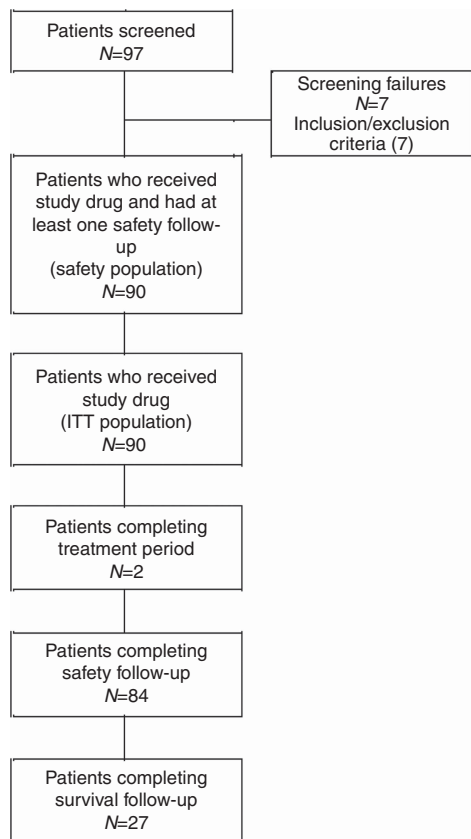 Patients screened
N=97
Screening failures
N=7
Inclusion/exclusion
criteria (7)
Patients who received
study drug and had at
least one safety follow-
up
(safety population)
N=90
Patients who received
study drug
(ITT population)
N=90
Patients completing
treatment period
N=2
Patients completing
safety follow-up
N=84
Patients completing
survival follow-up
N=27